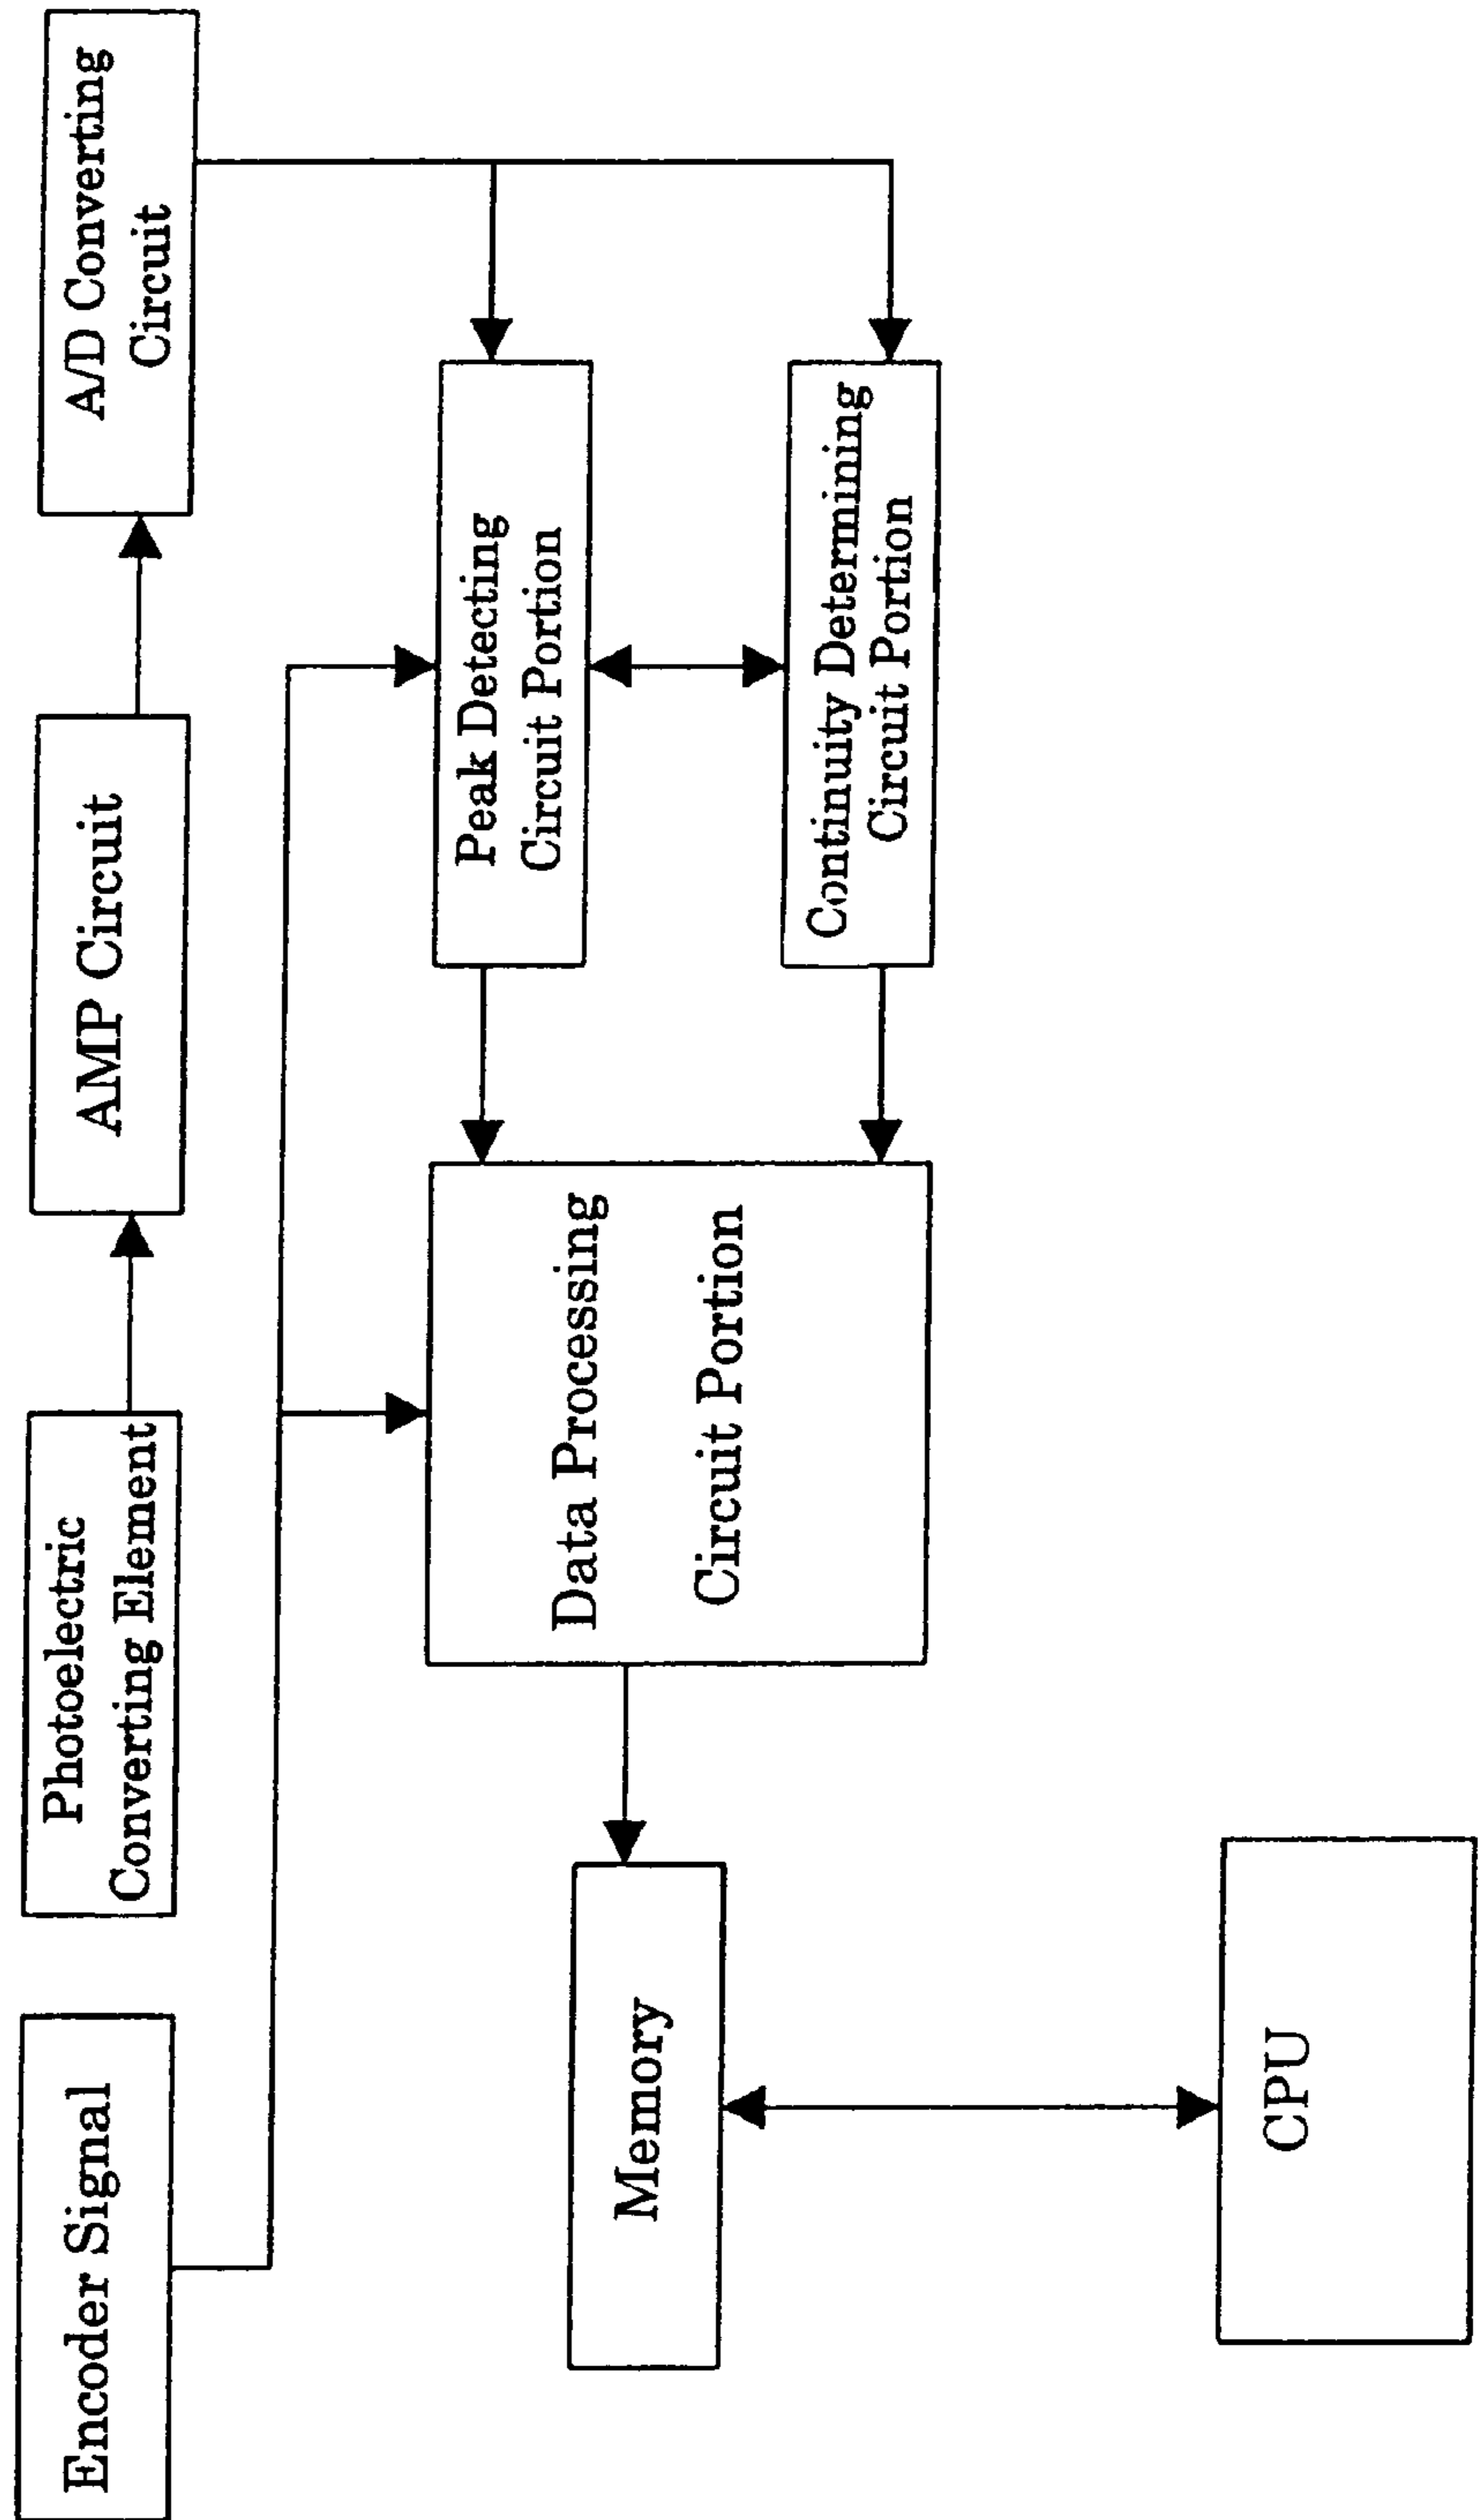 Encoder Signal
Photoelectric
Converting Element
AMP Circuit
A/D Converting
Circuit
Memory
Data Processing
Circuit Portion
Peak Detecting
Circuit Portion
Continuity Determining
Circuit Portion
CPU